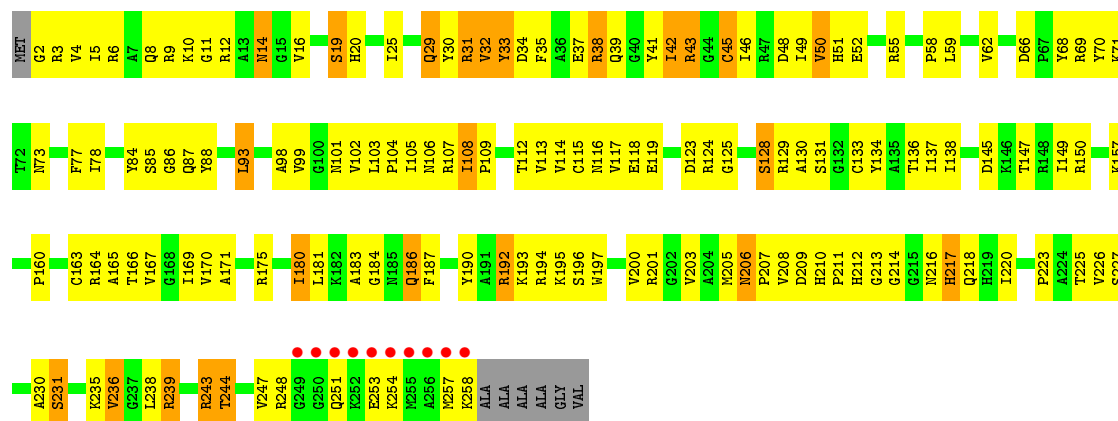 MET G2 R3 V4 I5 R6 A7 Q8 R9 K10 G11 R12 A13 N14 G15 V16 S19 H20 I25 Q29 Y30 R31 V32 Y33 D34 F35 A36 E37 R38 Q39 G40 Y41 I42 R43 G44 C45 I46 R47 D48 I49 V50 H51 E52 R55 P58 L59 V62 D66 P67 Y68 R69 Y70 K71
T72 N73 F77 I78 Y84 S85 G86 Q87 Y88 L93 A98 V99 G100 N101 V102 L103 P104 I105 N106 R107 I108 P109 T112 V113 V114 C115 N116 V117 E118 E119 D123 R124 G125 S128 R129 A130 S131 G132 C133 Y134 A135 T136 I137 I138 D145 K146 T147 R148 I149 R150 K157
P160 C163 R164 A165 T166 V167 G168 I169 V170 A171 R175 I180 L181 K182 A183 G184 N185 Q186 F187 Y190 A191 R192 K193 R194 K195 S196 W197 V200 R201 G202 V203 A204 M205 N206 P207 V208 D209 H210 P211 H212 G213 G214 G215 N216 H217 Q218 H219 I220 P223 A224 T225 V226 S227
A230 S231 K235 V236 G237 L238 R239 R243 T244 V247 R248 G249 G250 Q251 K252 E253 K254 M255 A256 M257 K258 ALA ALA ALA ALA GLY VAL